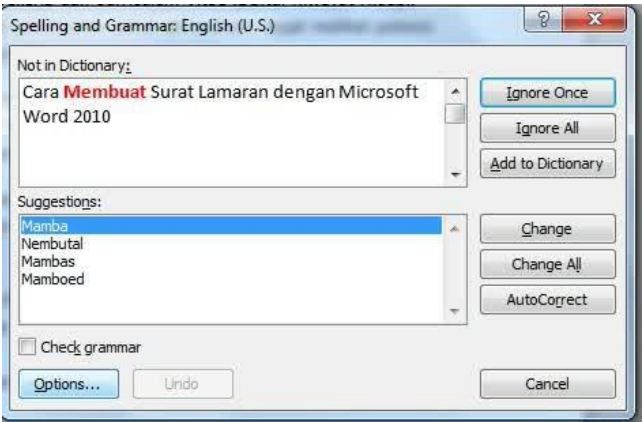 Spelling and Grammar: English (U.S.)
Not in Dictionary:
Cara Membuat Surat Lamaran dengan Microsoft
Word 2010
Ignore Once
Ignore All
Add to Dictionary
Suggestions:
Mamba
Nembutal
Mambas
Mamboed
Change
Change All
AutoCorrect
Check grammar
Options...
Undo
Cancel